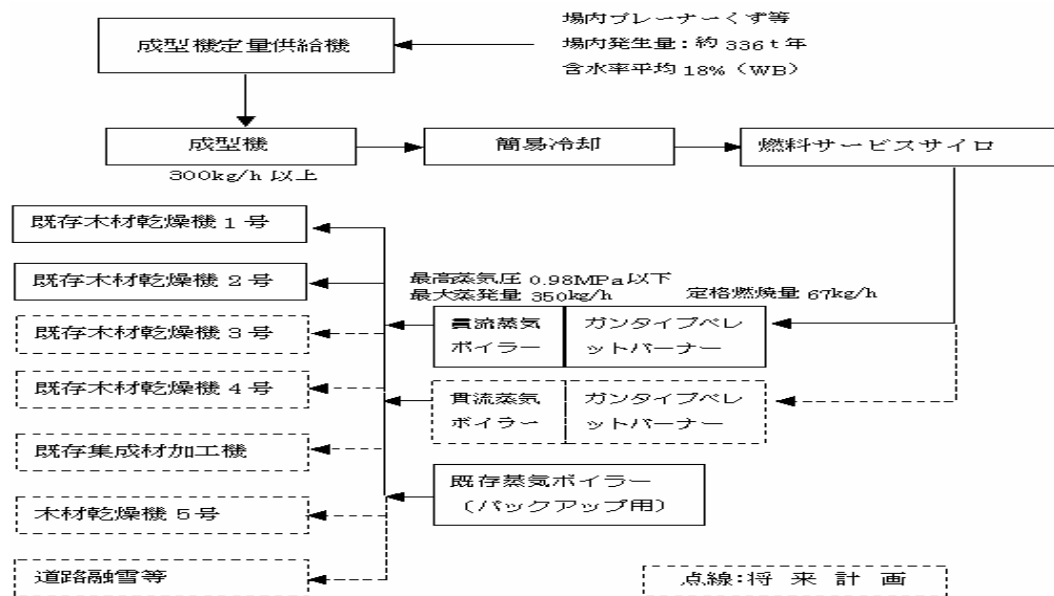 場内プレーナーくず等
成型機定量供給機
場内発生量：約336ｔ年
含水率平均18%（WB）
成型機
簡易冷却
燃料サービスサイロ
300kg/h 以上
既存木材乾燥機１号
既存木材乾燥機２号
最高蒸気圧 0.98MPa 以下
最大蒸発量 350kg/h
定格燃焼量 67kg/h
既存木材乾燥機３号
貫流蒸気
ボイラー
ガンタイプペレ
ットバーナー
既存木材乾燥機４号
貫流蒸気
ボイラー
ガンタイプペレ
ットバーナー
既存集成材加工機
既存蒸気ボイラー
（バックアップ用）
木材乾燥機５号
道路融雪等
点線：将 来 計 画